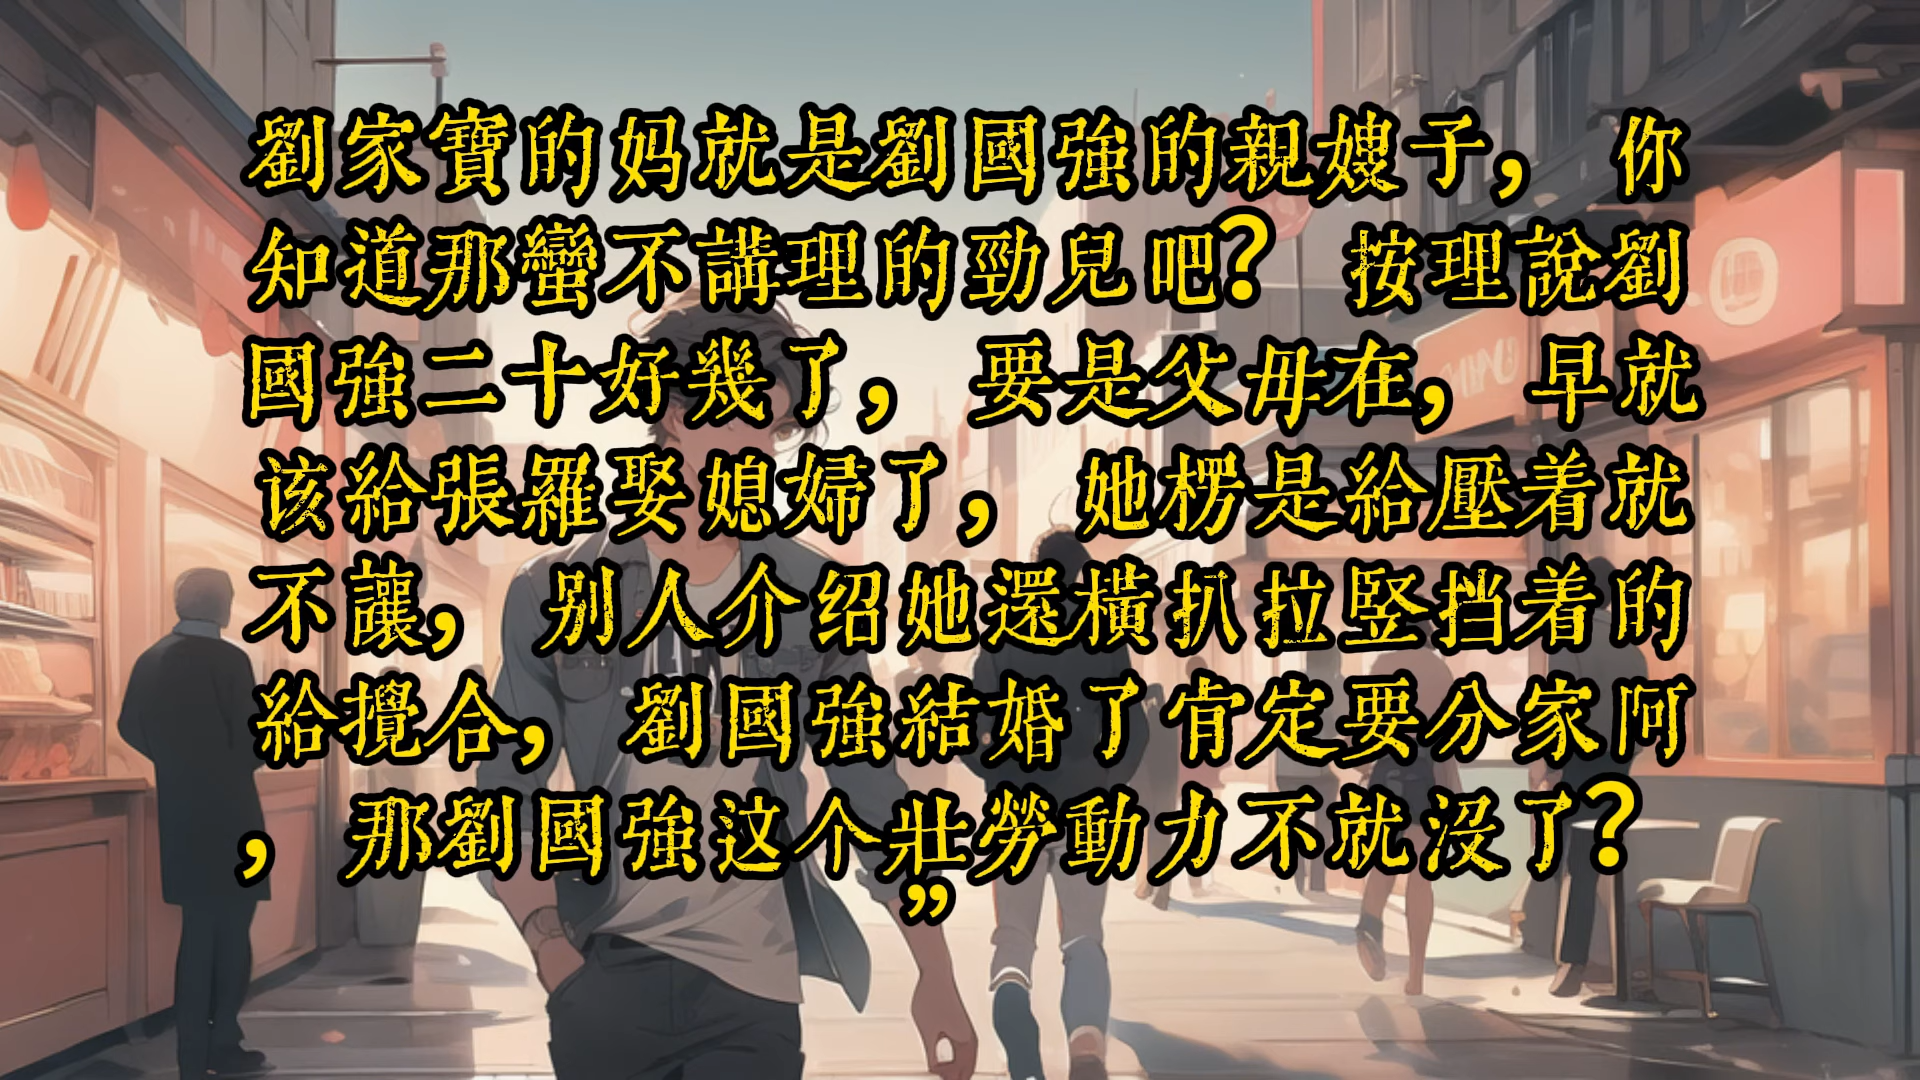 劉家寶的妈就是劉國強的親嫂子， 你
知道那蠻不講理的勁兒吧？ 按理說劉
國強二十好幾了， 要是父母在， 早就
该給張羅娶媳婦了， 她楞是給壓着就
不讓， 别人介绍她還橫扒拉竪挡着的
給攪合， 劉國強結婚了肯定要分家阿
， 那劉國強这个壯勞動力不就没了？
”